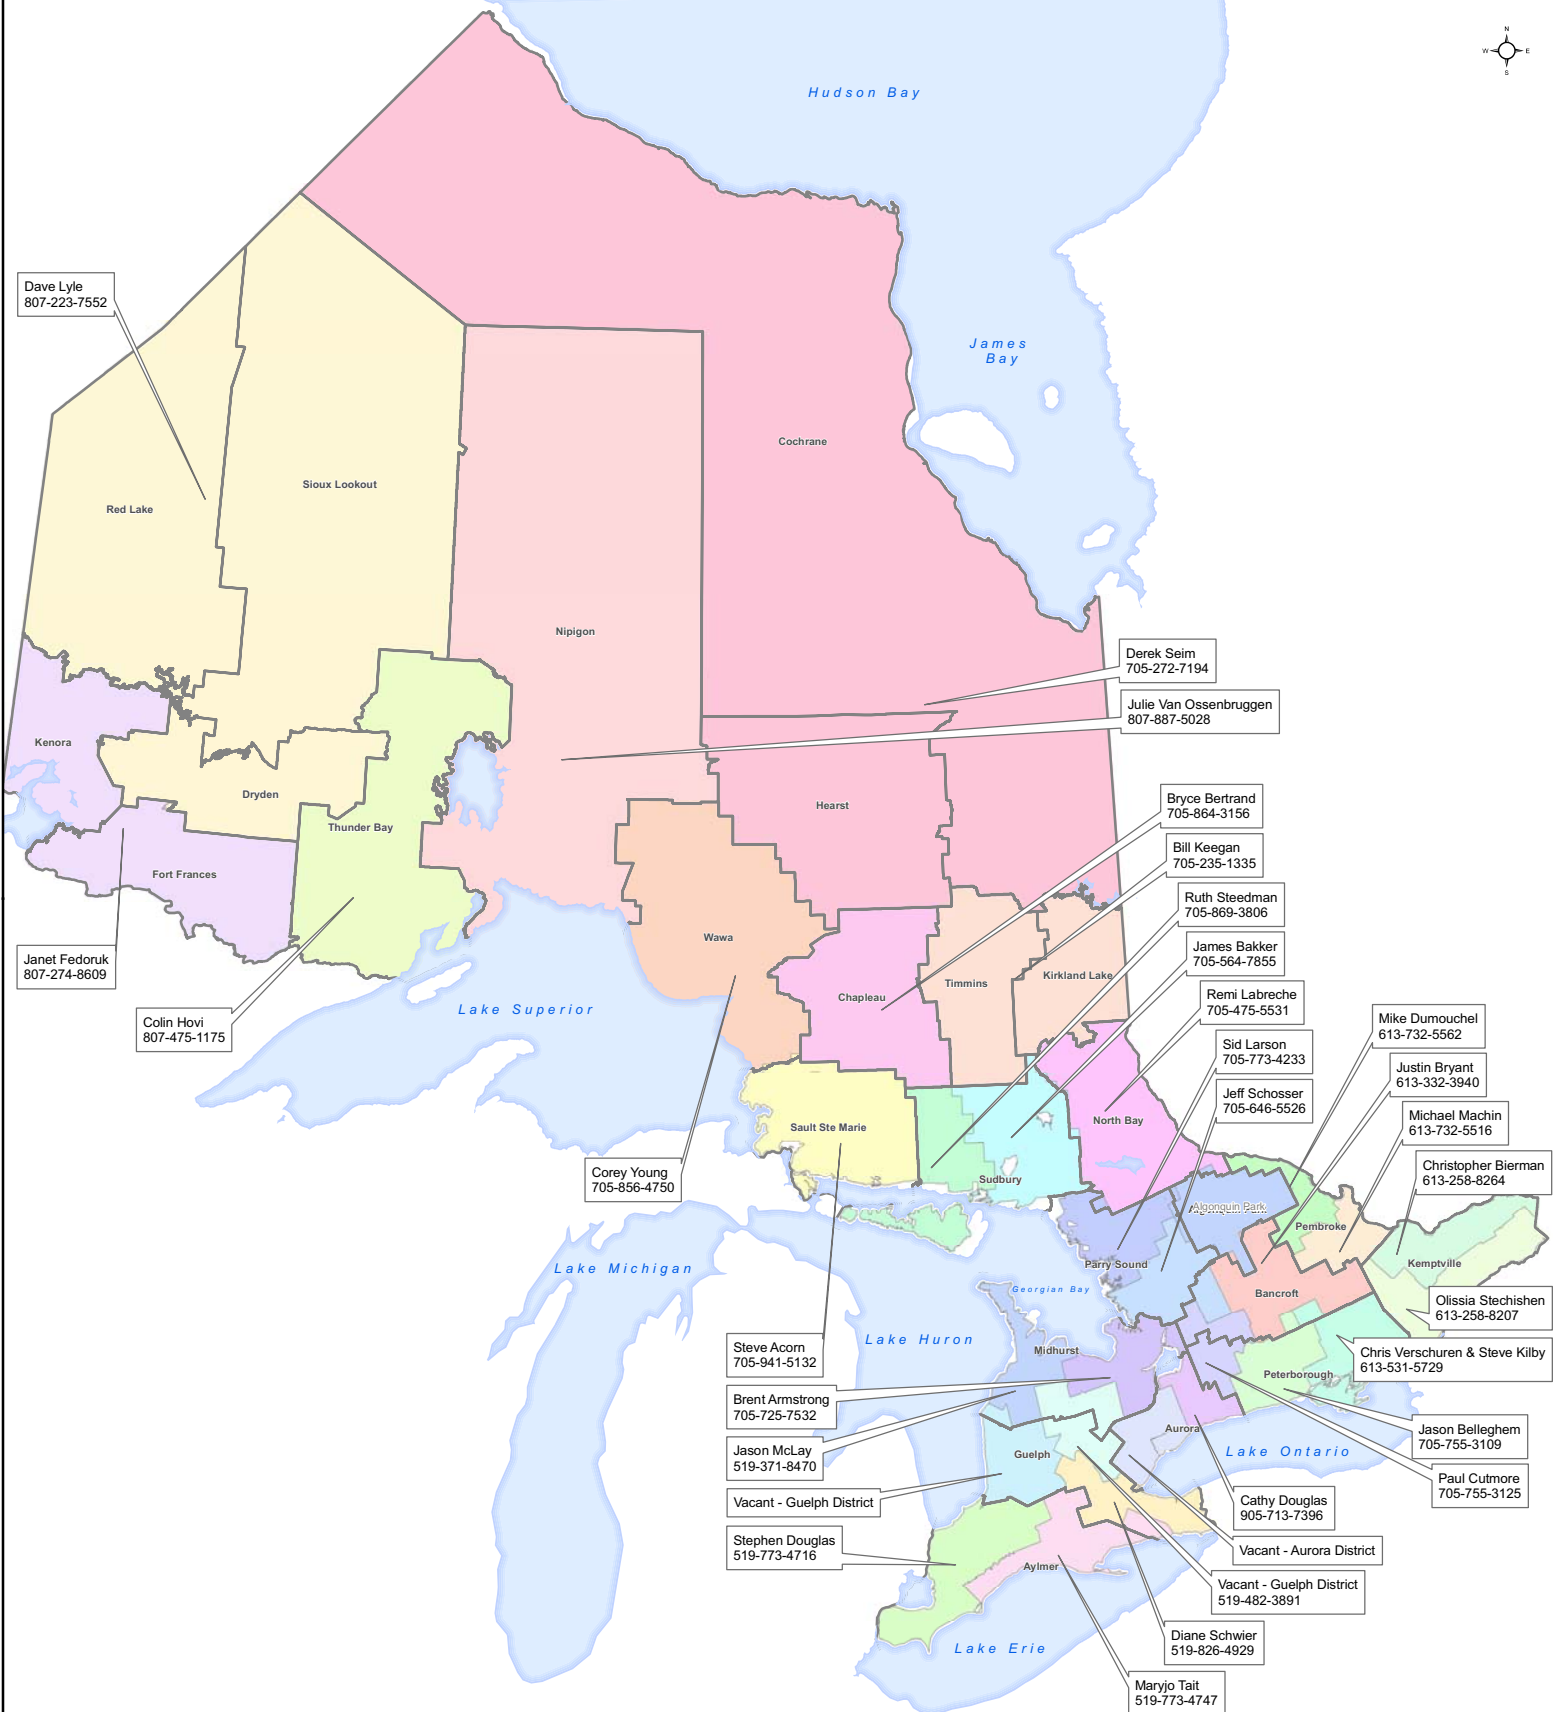 N
W
E
S
Hudson Bay
Dave Lyle
807-223-7552
James
Bay
Cochrane
Sioux Lookout
Red Lake
Nipigon
Derek Seim
705-272-7194
Julie Van Ossenbruggen
807-887-5028
Kenora
Dryden
Hearst
Thunder Bay
Bryce Bertrand
705-864-3156
Bill Keegan
705-235-1335
Fort Frances
Ruth Steedman
705-869-3806
Wawa
James Bakker
705-564-7855
Janet Fedoruk
807-274-8609
Kirkland Lake
Timmins
Chapleau
Remi Labreche
705-475-5531
Lake Superior
Colin Hovi
807-475-1175
Mike Dumouchel
613-732-5562
Sid Larson
705-773-4233
Justin Bryant
613-332-3940
Jeff Schosser
705-646-5526
Michael Machin
613-732-5516
North Bay
Sault Ste Marie
Christopher Bierman
613-258-8264
Corey Young
705-856-4750
Sudbury
Algonquin Park
Pembroke
Parry Sound
Kemptville
Lake Michigan
Georgian Bay
Bancroft
Olissia Stechishen
613-258-8207
Lake Huron
Steve Acorn
705-941-5132
Midhurst
Chris Verschuren & Steve Kilby
613-531-5729
Peterborough
Brent Armstrong
705-725-7532
Jason Belleghem
705-755-3109
Aurora
Jason McLay
519-371-8470
Guelph
Lake Ontario
Paul Cutmore
705-755-3125
Vacant - Guelph District
Cathy Douglas
905-713-7396
Stephen Douglas
519-773-4716
Vacant - Aurora District
Aylmer
Vacant - Guelph District
519-482-3891
Lake Erie
Diane Schwier
519-826-4929
Maryjo Tait
519-773-4747